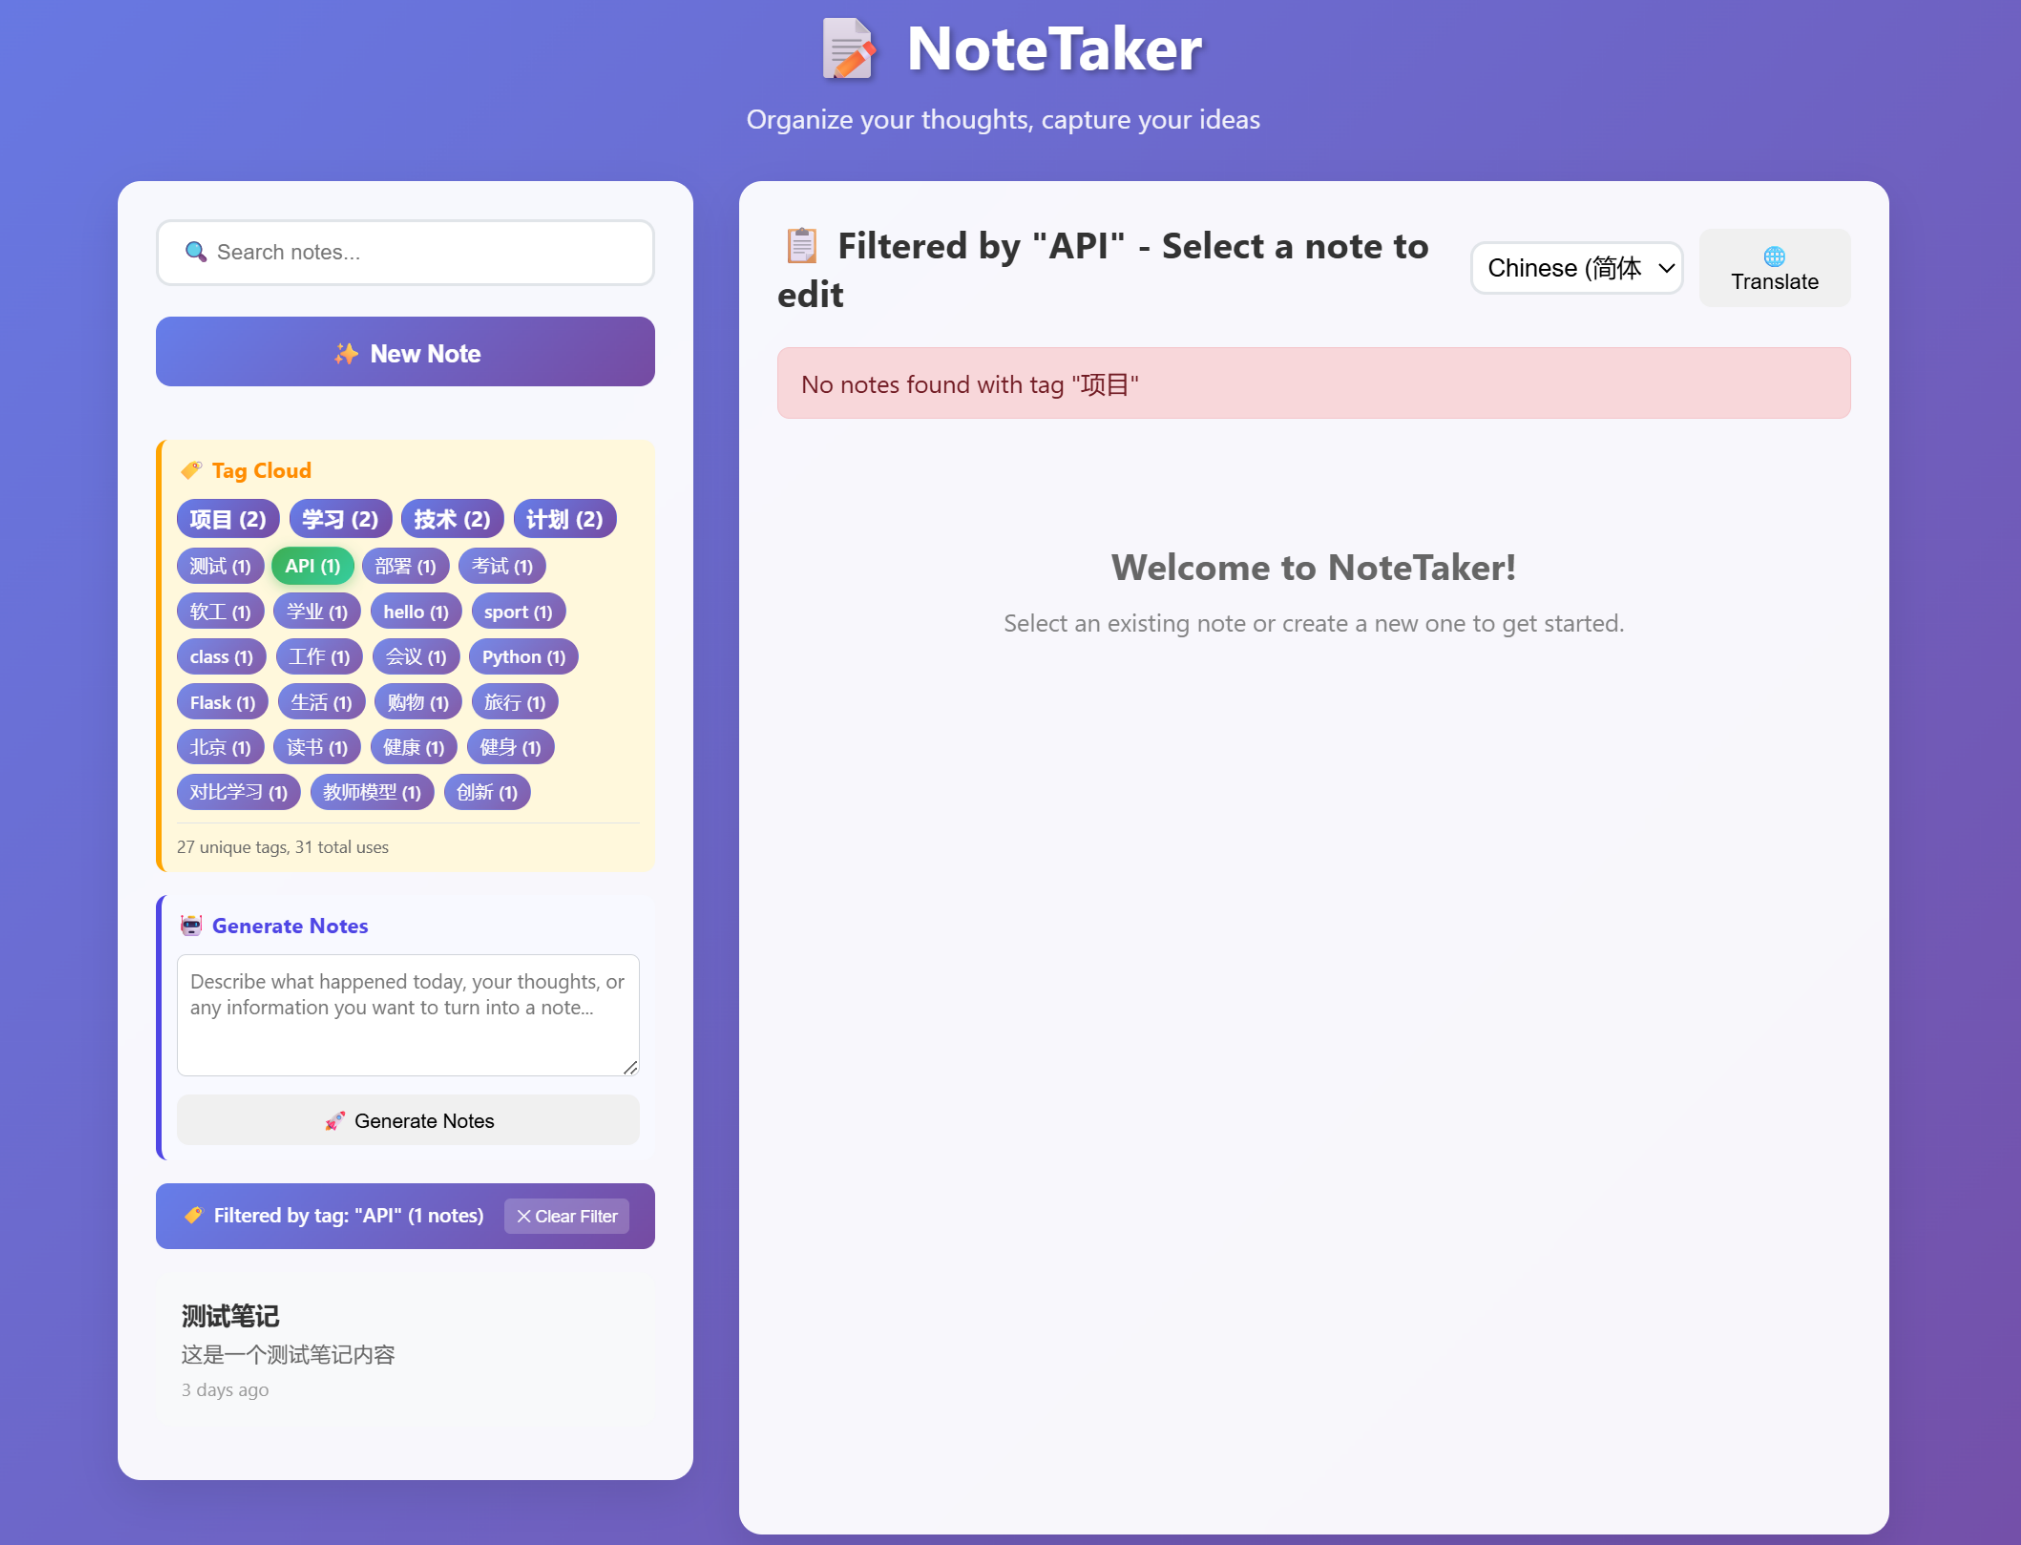 NoteTaker
Organize your thoughts, capture your ideas
Search notes...
New Note
Tag Cloud
项目 (2) 学习 (2) 技术 (2) 计划 (2)
测试 (1) API (1) 部署 (1) 考试 (1)
软工 (1) 学业 (1) hello (1) sport (1)
class (1) 工作 (1) 会议 (1) Python (1)
Flask (1) 生活 (1) 购物 (1) 旅行 (1)
北京 (1) 读书 (1) 健康 (1) 健身 (1)
对比学习 (1) 教师模型 (1) 创新 (1)
27 unique tags, 31 total uses
Generate Notes
Describe what happened today, your thoughts, or
any information you want to turn into a note...
Generate Notes
Filtered by tag: "API" (1 notes) ✕ Clear Filter
测试笔记
这是一个测试笔记内容
3 days ago
Filtered by "API" - Select a note to
edit
Chinese (简体
Translate
No notes found with tag "项目"
Welcome to NoteTaker!
Select an existing note or create a new one to get started.